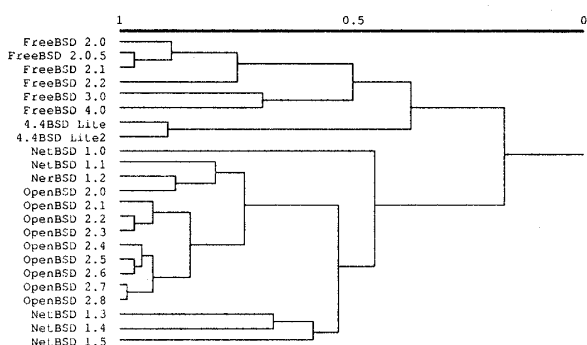 1 0.5 0
FreeBSD 2.0
FreeBSD 2.0.5
FreeBSD 2.1
FreeBSD 2.2
FreeBSD 3.0
FreeBSD 4.0
4.4BSD Lite
4.4BSD Lite2
NetBSD 1.0
NetBSD 1.1
NerBSD 1.2
OpenBSD 2.0
OpenBSD 2.1
OpenBSD 2.2
OpenBSD 2.3
OpenBSD 2.4
OpenBSD 2.5
OpenBSD 2.6
OpenBSD 2.7
OpenBSD 2.8
NetBSD 1.3
NetBSD 1.4
NetBSD 1.5